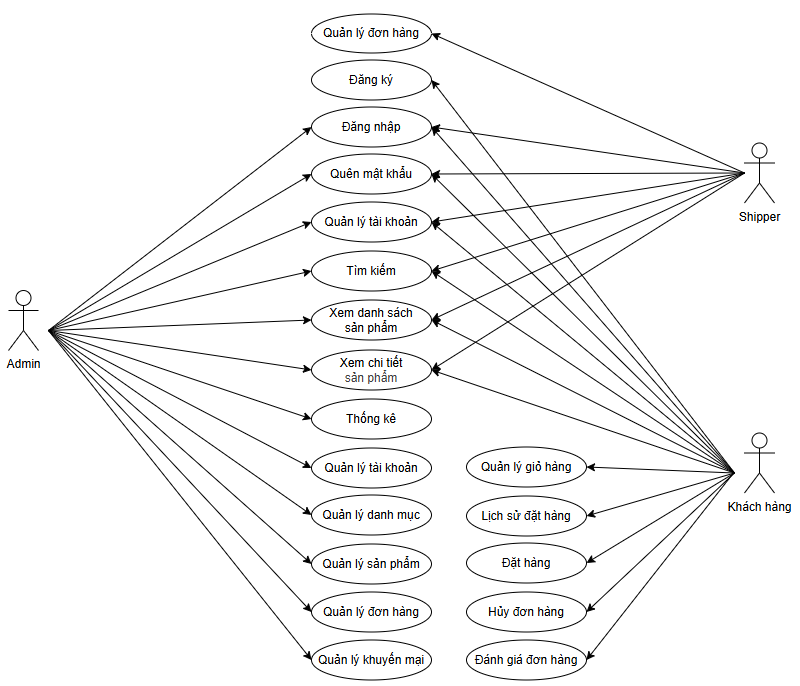 Quản lý đơn hàng
Đăng ký
Đăng nhập
Quên mật khẩu
Shipper
Quản lý tài khoản
Tìm kiếm
Xem danh sách
sản phẩm
Admin
Xem chi tiết
sản phẩm
Thống kê
Quản lý tài khoản
Quản lý giỏ hàng
Khách hàng
Quản lý danh mục
Lịch sử đặt hàng
Quản lý sản phẩm
Đặt hàng
Quản lý đơn hàng
Hủy đơn hàng
Quản lý khuyến mại
Đánh giá đơn hàng